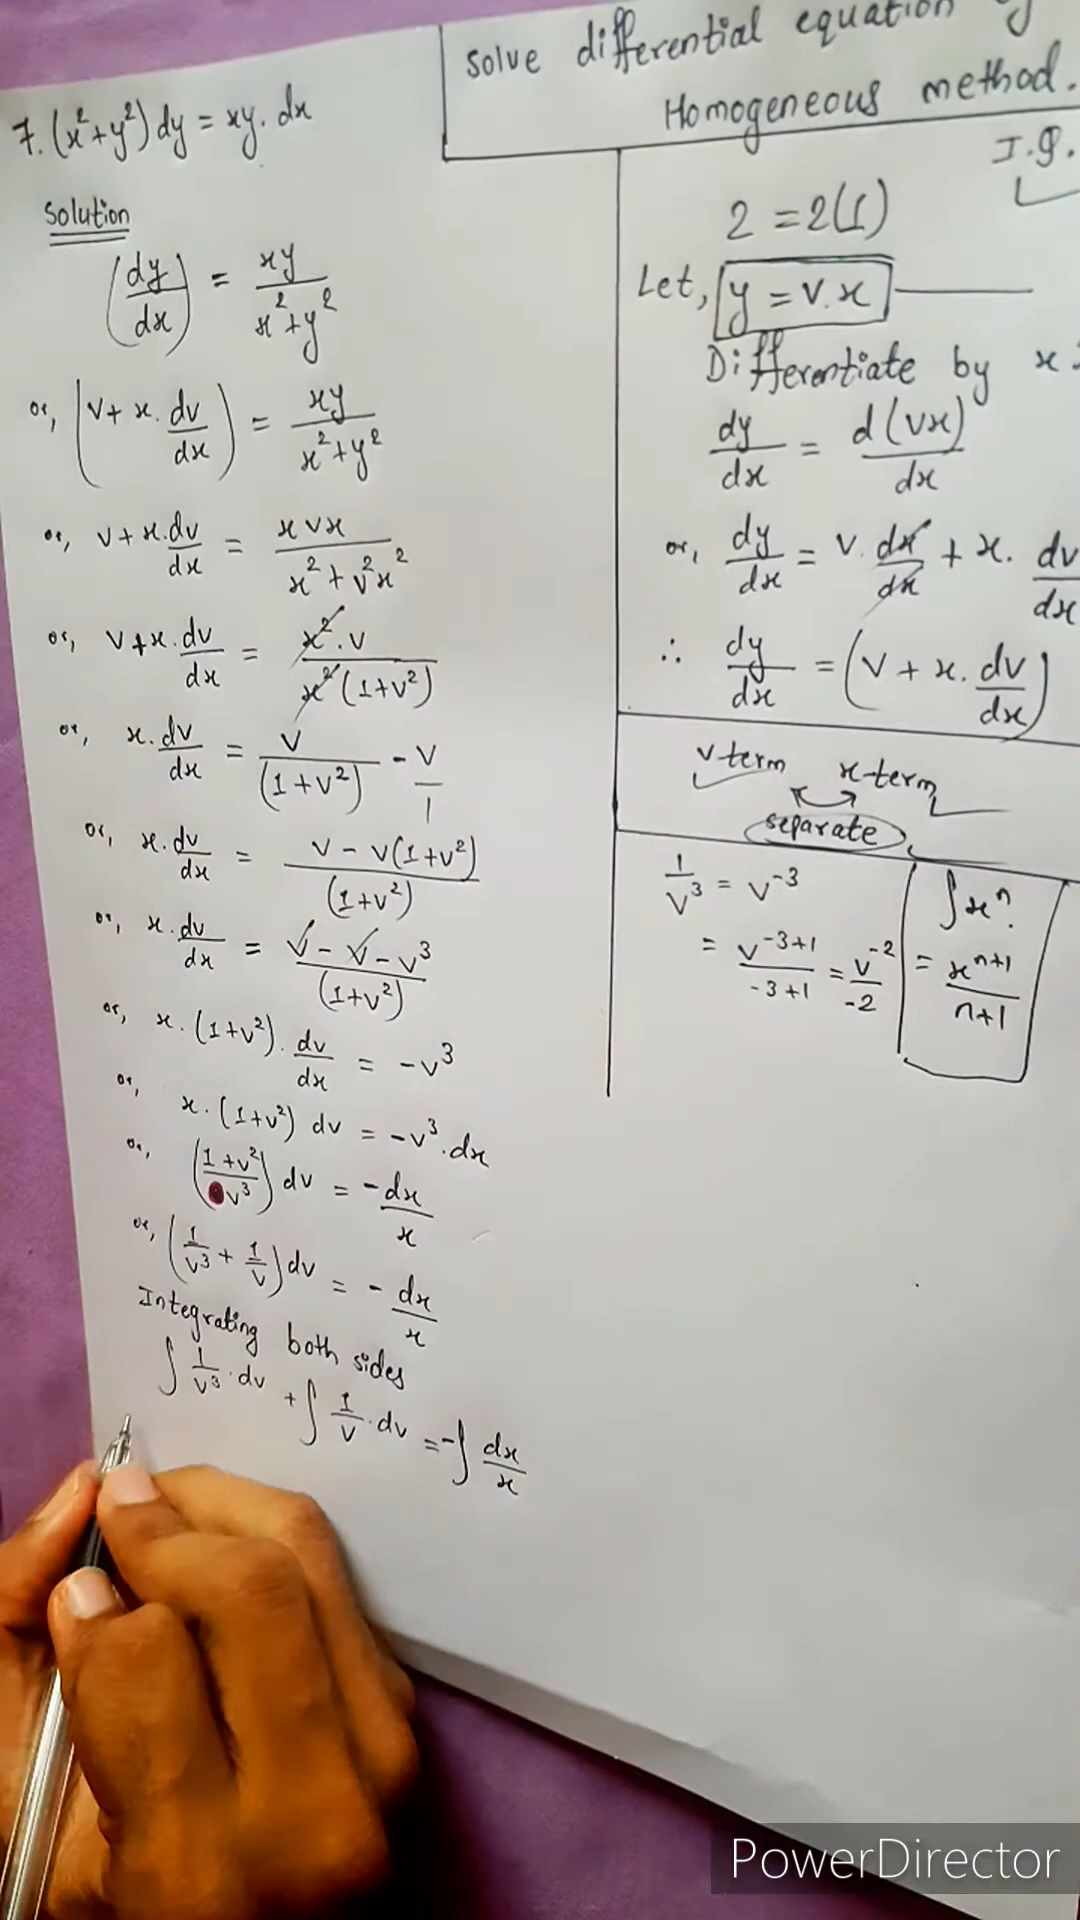 solve differential equation
Homogeneous method.
7. (x²+y²) dy = xy. dx
I.g.
Solution
(dy/dx) = xy/(x²+y²)
or, (v + x. dv/dx) = xy/(x²+y²)
or, v + x. dv/dx = x vx/(x² + v²x²)
or, v + x. dv/dx = x².v/(x²(1+v²))
or, x. dv/dx = v/(1+v²) - v/1
or, x. dv/dx = (v - v(1+v²))/(1+v²)
or, x. dv/dx = (v - v - v³)/(1+v²)
or, x. (1+v²). dv/dx = -v³
or, x. (1+v²) dv = -v³. dx
or, ((1+v²)/v³) dv = -dx/x
or, (1/v³ + 1/v) dv = - dx/x
Integrating both sides
∫ 1/v³ . dv + ∫ 1/v . dv = -∫ dx/x
2 = 2(1)
Let, y = v.x
Differentiate by x
dy/dx = d(vx)/dx
or, dy/dx = v. dx/dx + x. dv/dx
∴ dy/dx = (v + x. dv/dx)
v term x-term
separate
1/v³ = v⁻³
= v⁻³⁺¹/(-3+1) = v⁻²/-2
∫xⁿ.
= xⁿ⁺¹/(n+1)
PowerDirector